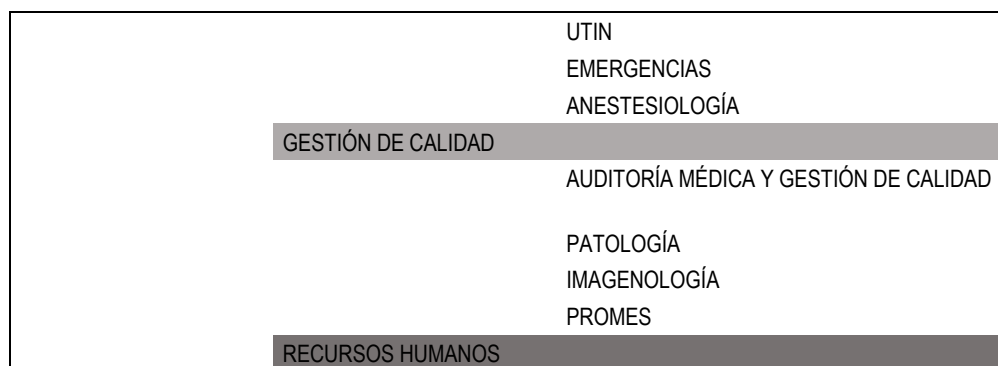 UTIN
EMERGENCIAS
ANESTESIOLOGÍA
GESTIÓN DE CALIDAD
AUDITORÍA MÉDICA Y GESTIÓN DE CALIDAD
PATOLOGÍA
IMAGENOLOGÍA
PROMES
RECURSOS HUMANOS